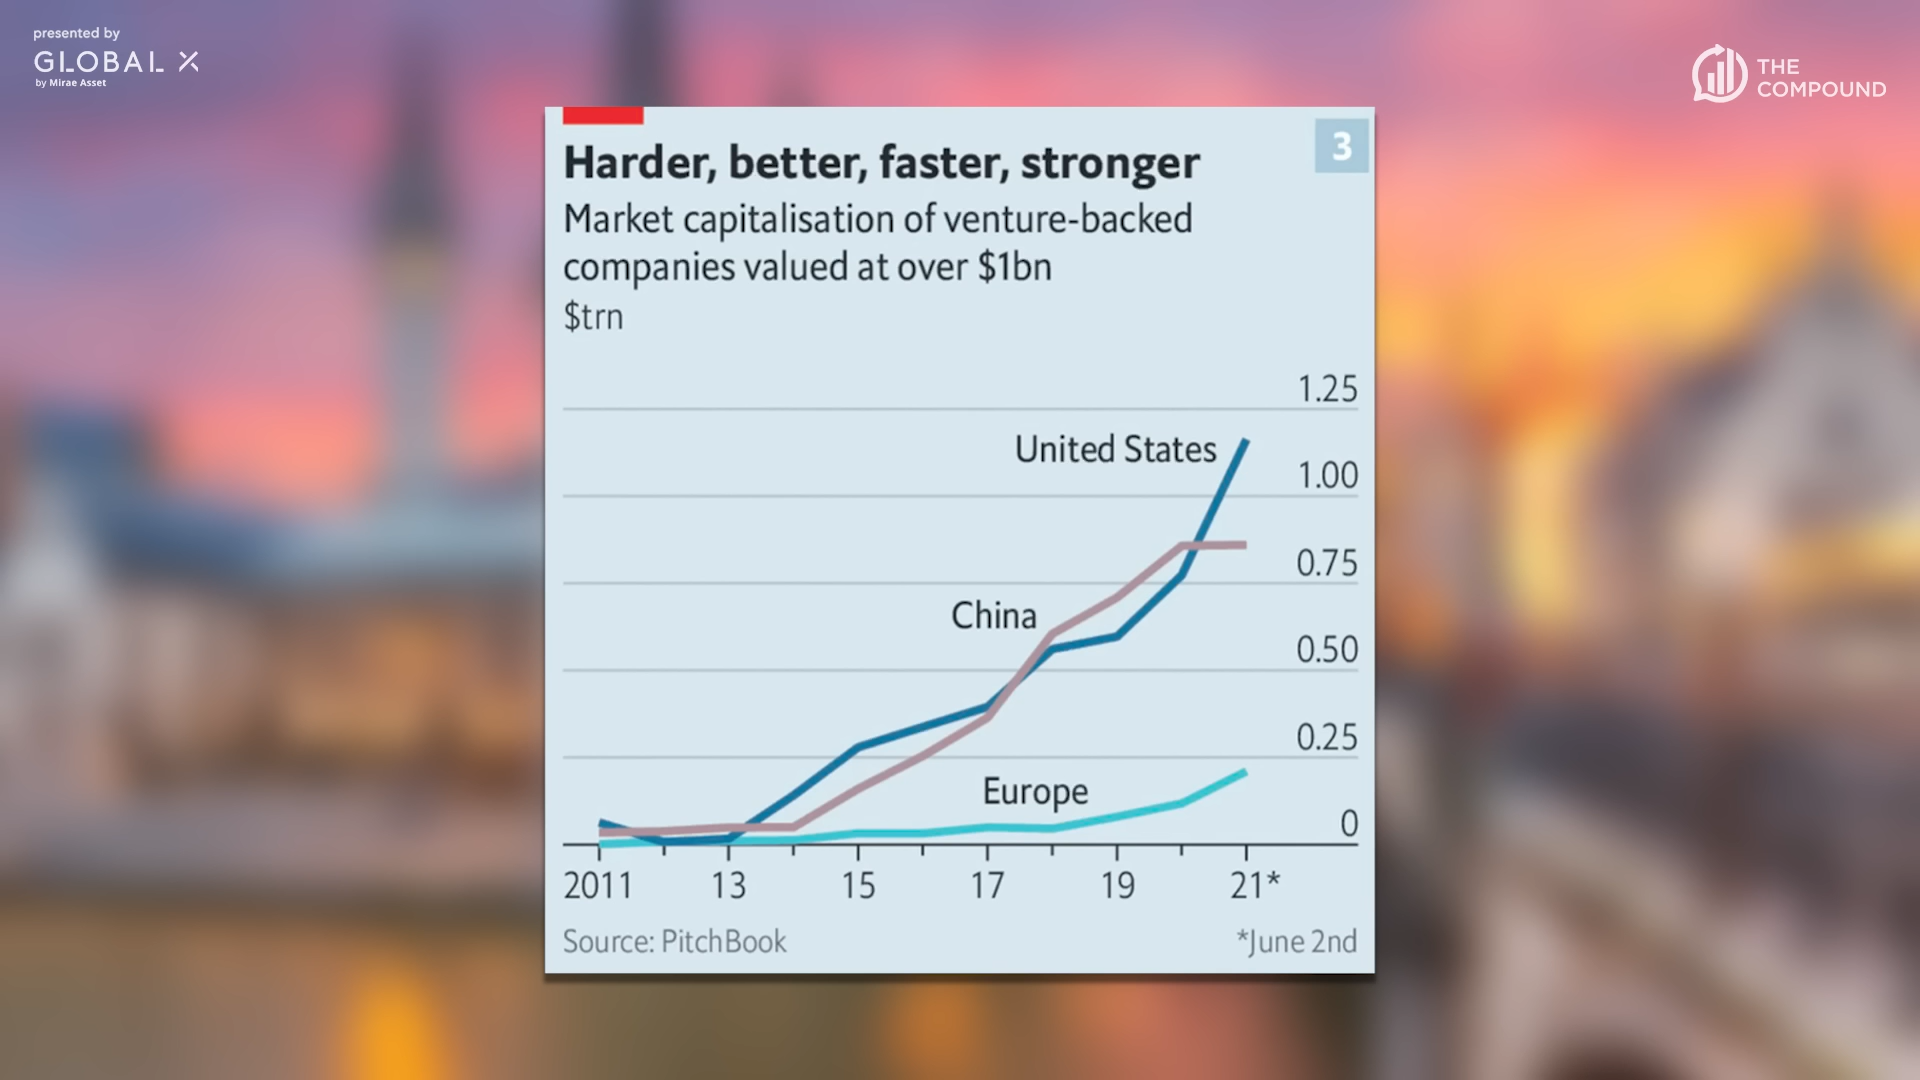 presented by
GLOBAL X
by Mirae Asset
THE
COMPOUND
3
Harder, better, faster, stronger
Market capitalisation of venture-backed
companies valued at over $1bn
$trn
1.25
United States
1.00
0.75
China
0.50
0.25
Europe
0
2011 13 15 17 19 21*
Source: PitchBook *June 2nd